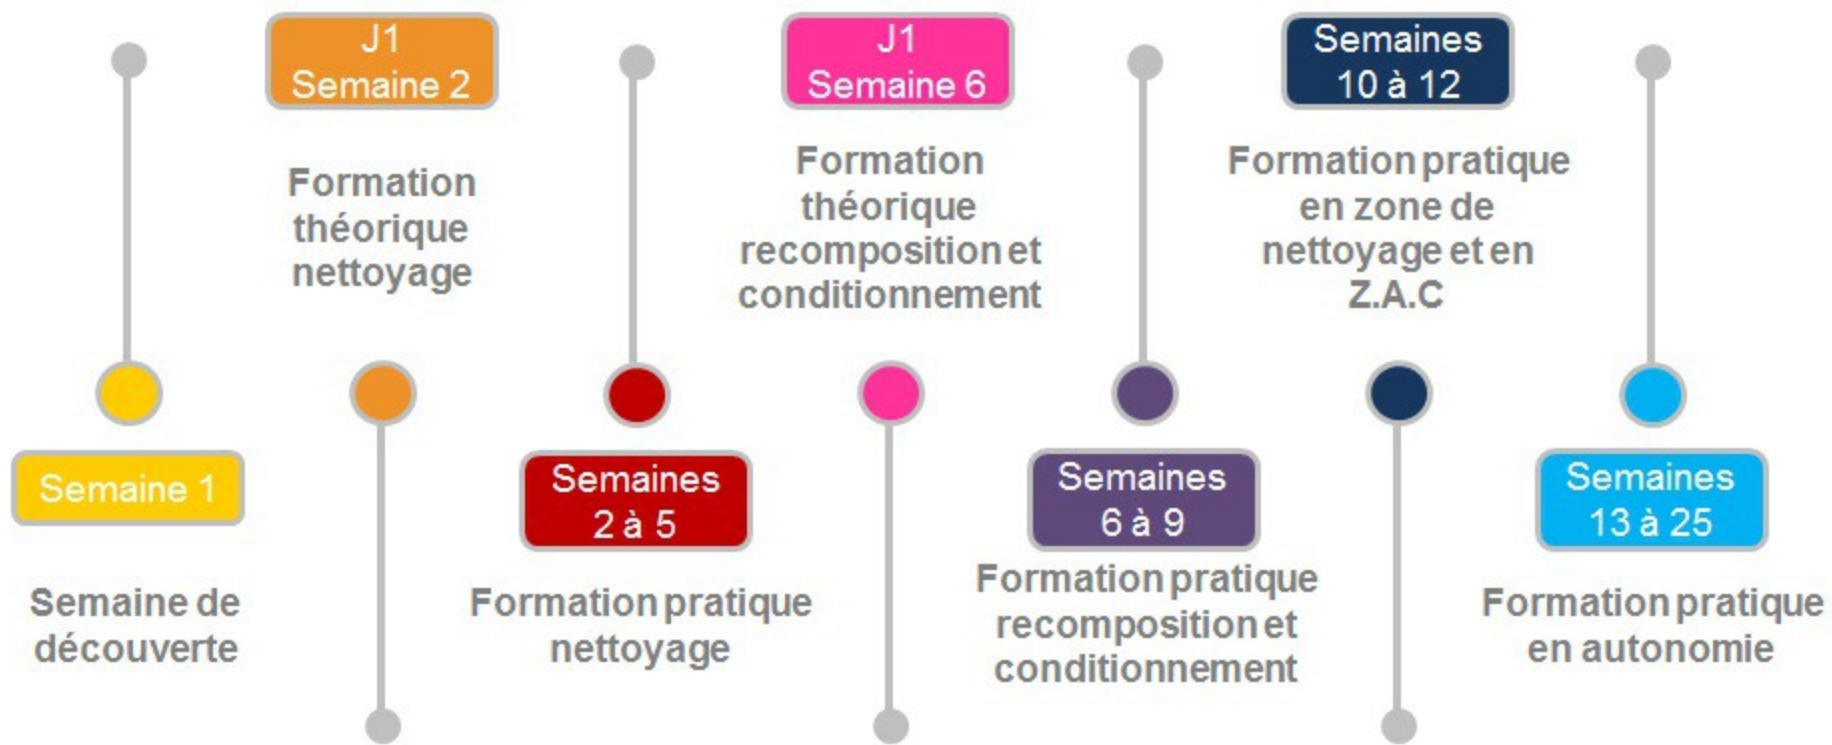 Semaine 1
Semaine de
découverte
J1
Semaine 2
Formation
théorique
nettoyage
Semaines
2 à 5
Formation pratique
nettoyage
J1
Semaine 6
Formation
théorique
recomposition et
conditionnement
Semaines
6 à 9
Formation pratique
recomposition et
conditionnement
Semaines
10 à 12
Formation pratique
en zone de
nettoyage et en
Z.A.C
Semaines
13 à 25
Formation pratique
en autonomie